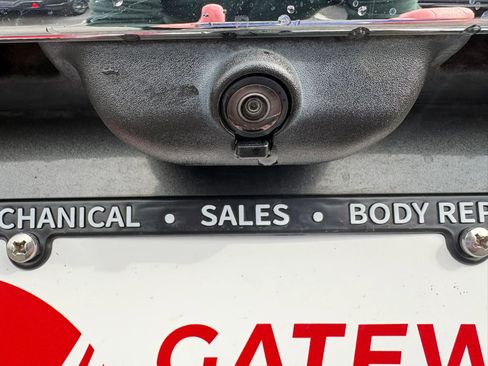 CHANICAL • SALES • BODY REP
GATEW